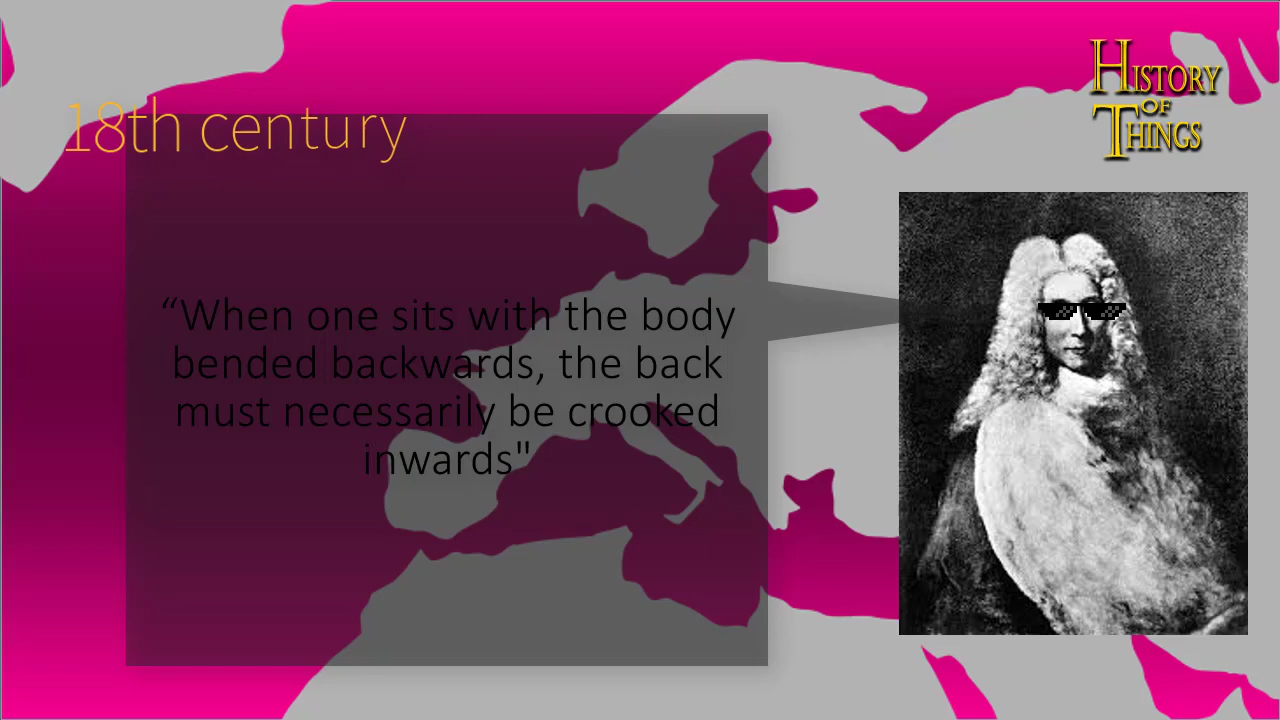 18th century
HISTORY
OF
THINGS
“When one sits with the body
bended backwards, the back
must necessarily be crooked
inwards"